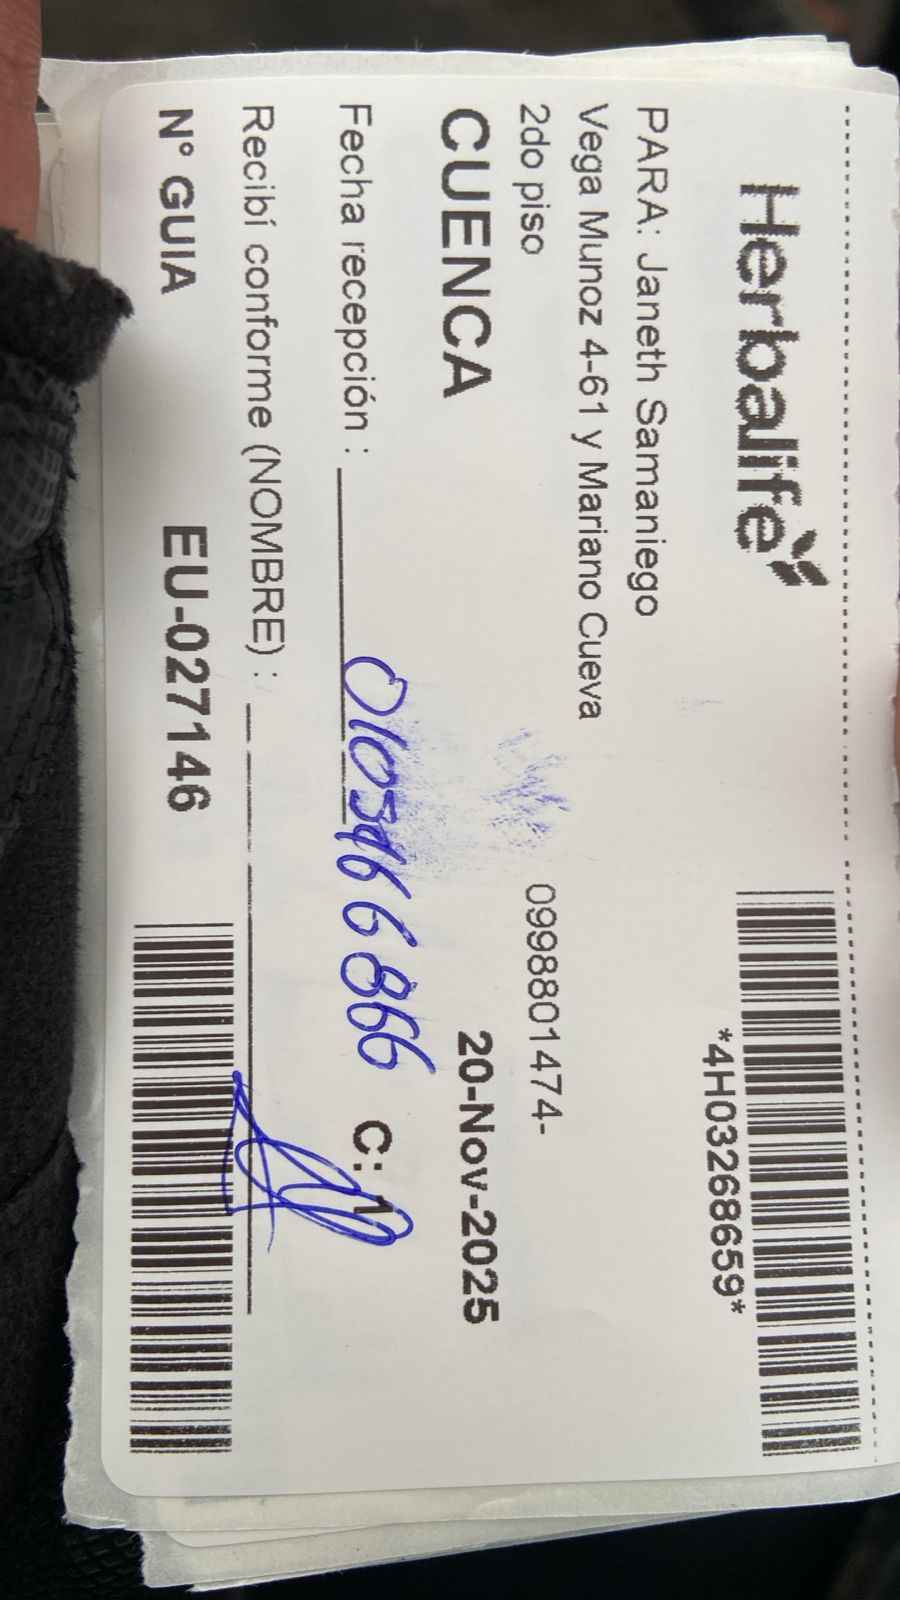 Herbalife
*4H03268659*
PARA: Janeth Samaniego
Vega Munoz 4-61 y Mariano Cueva
2do piso
0998801474-
CUENCA
20-Nov-2025
Fecha recepción :
C: 1
Recibí conforme (NOMBRE) :
N° GUIA
EU-027146